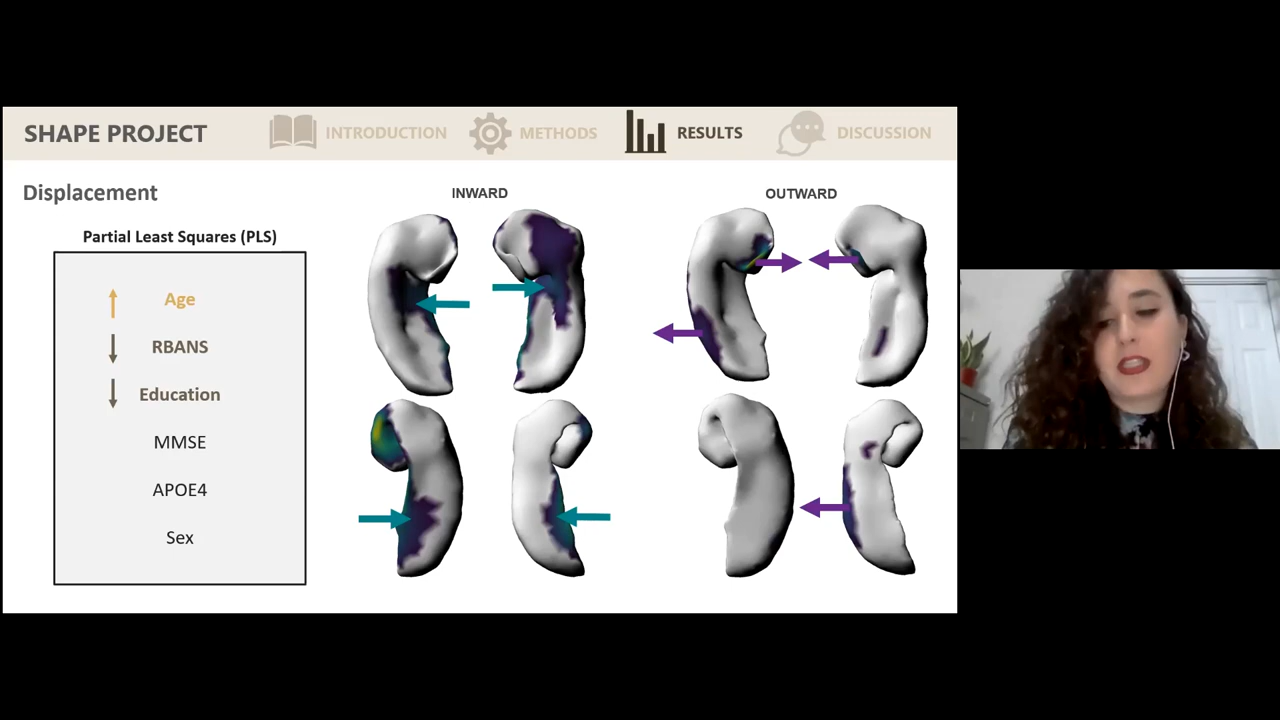 SHAPE PROJECT
INTRODUCTION
METHODS
RESULTS
DISCUSSION
Displacement
INWARD
OUTWARD
Partial Least Squares (PLS)
Age
RBANS
Education
MMSE
APOE4
Sex